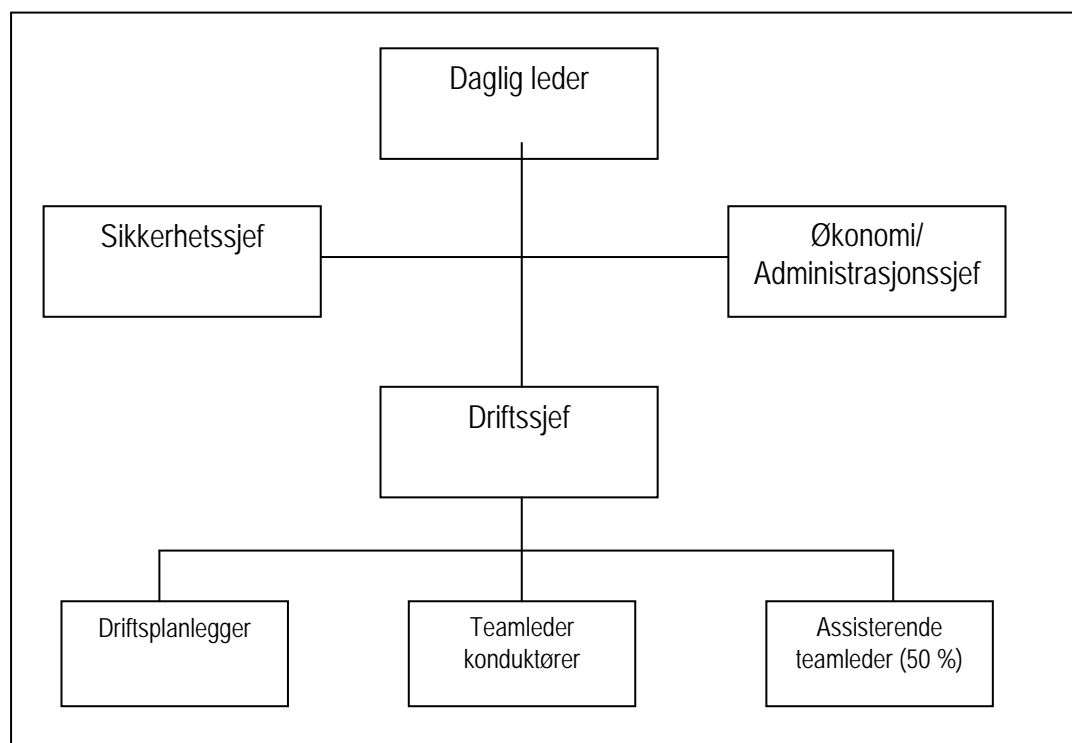 Daglig leder
Sikkerhetssjef
Økonomi/
Administrasjonssjef
Driftssjef
Driftsplanlegger
Teamleder
konduktører
Assisterende
teamleder (50 %)